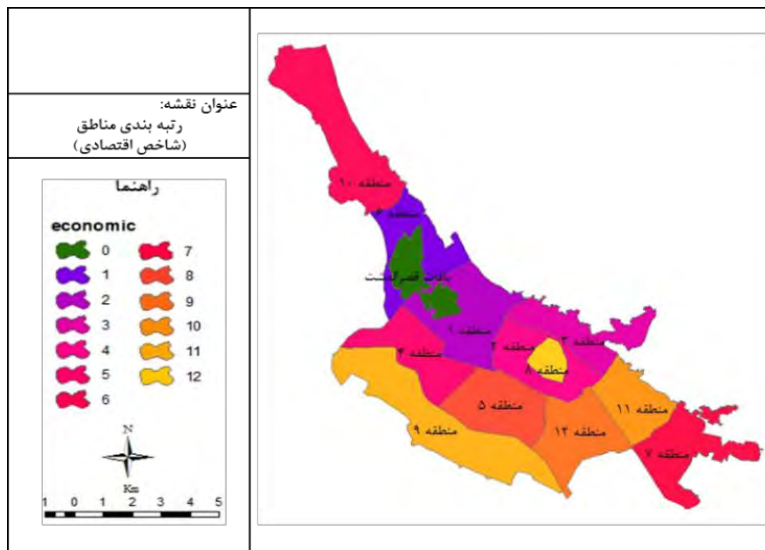 عنوان نقشه:
رتبه بندی مناطق
(شاخص اقتصادی)
راهنما
economic
0
1
2
3
4
5
6
7
8
9
10
11
12
N
Km
1 0 1 2 3 4 5
منطقه ۱۰
منطقه ۶
باغات قصرالدشت
منطقه ۱
منطقه ۳
منطقه ۲
منطقه ۴
منطقه ۸
منطقه ۵
منطقه ۱۱
منطقه ۹
منطقه ۱۲
منطقه ۷